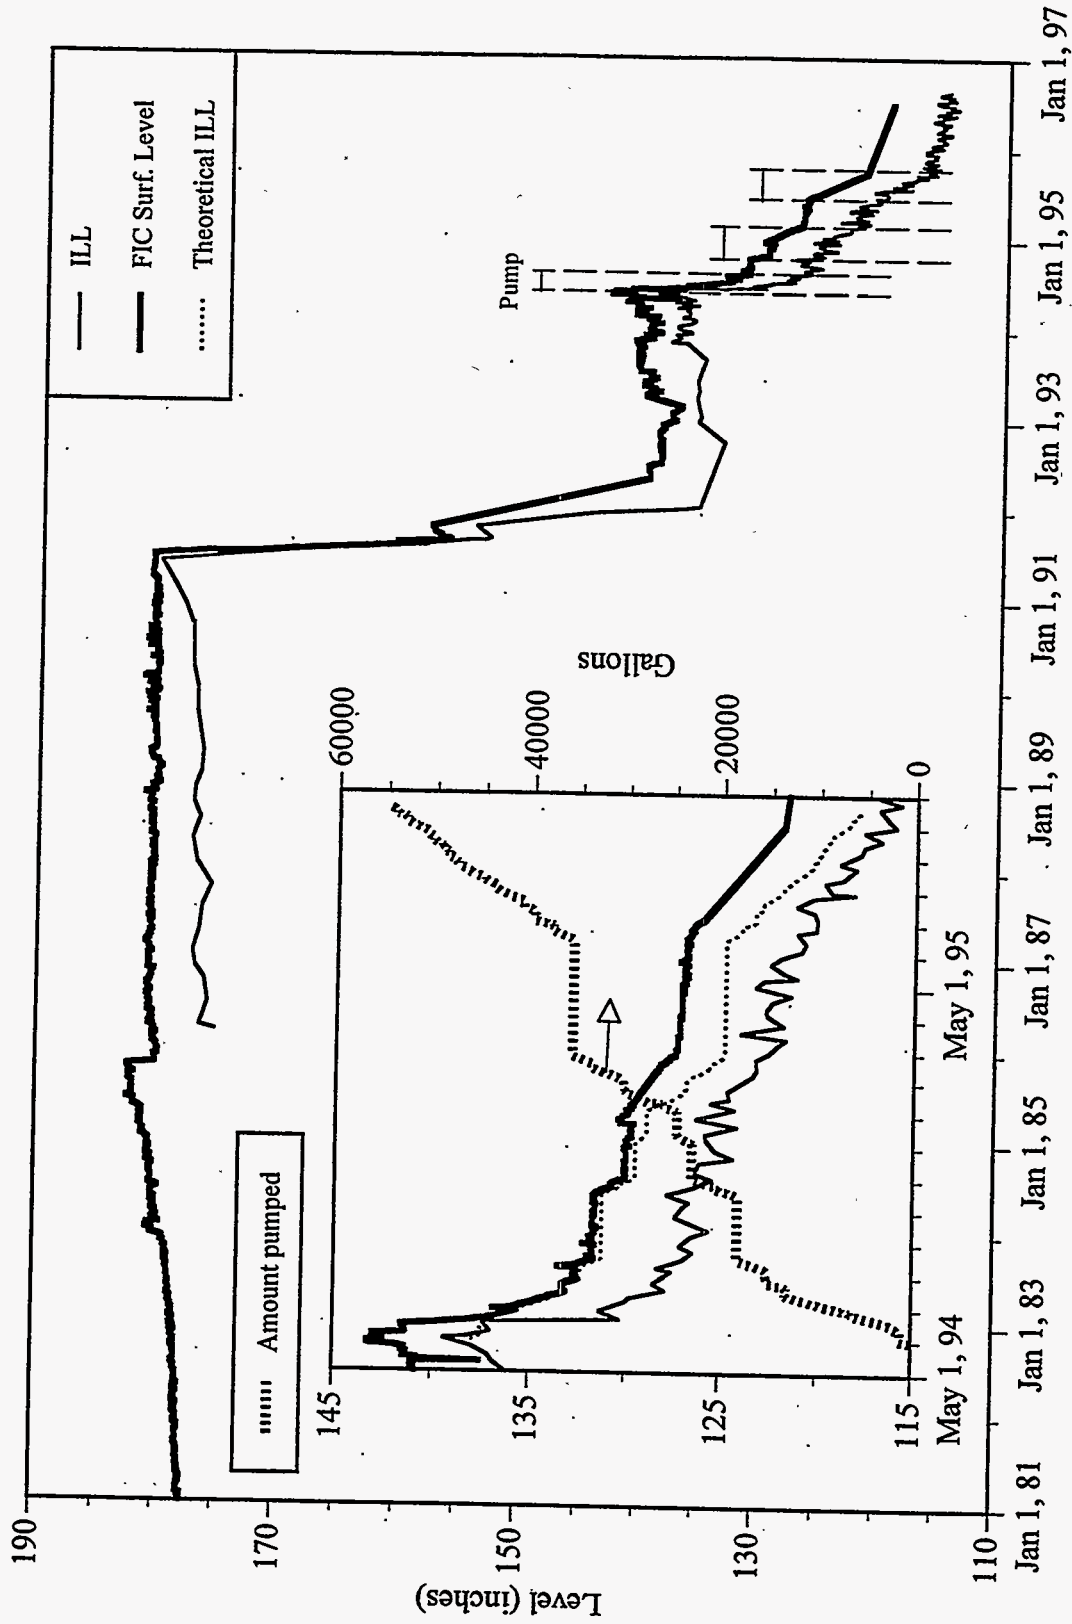 ILL
FIC Surf. Level
Theoretical ILL
Pump
Amount pumped
Level (inches)
190
170
150
130
110
Jan 1, 81
Jan 1, 83
Jan 1, 85
Jan 1, 87
Jan 1, 89
Jan 1, 91
Jan 1, 93
Jan 1, 95
Jan 1, 97
145
135
125
115
May 1, 94
May 1, 95
60000
40000
20000
0
Gallons